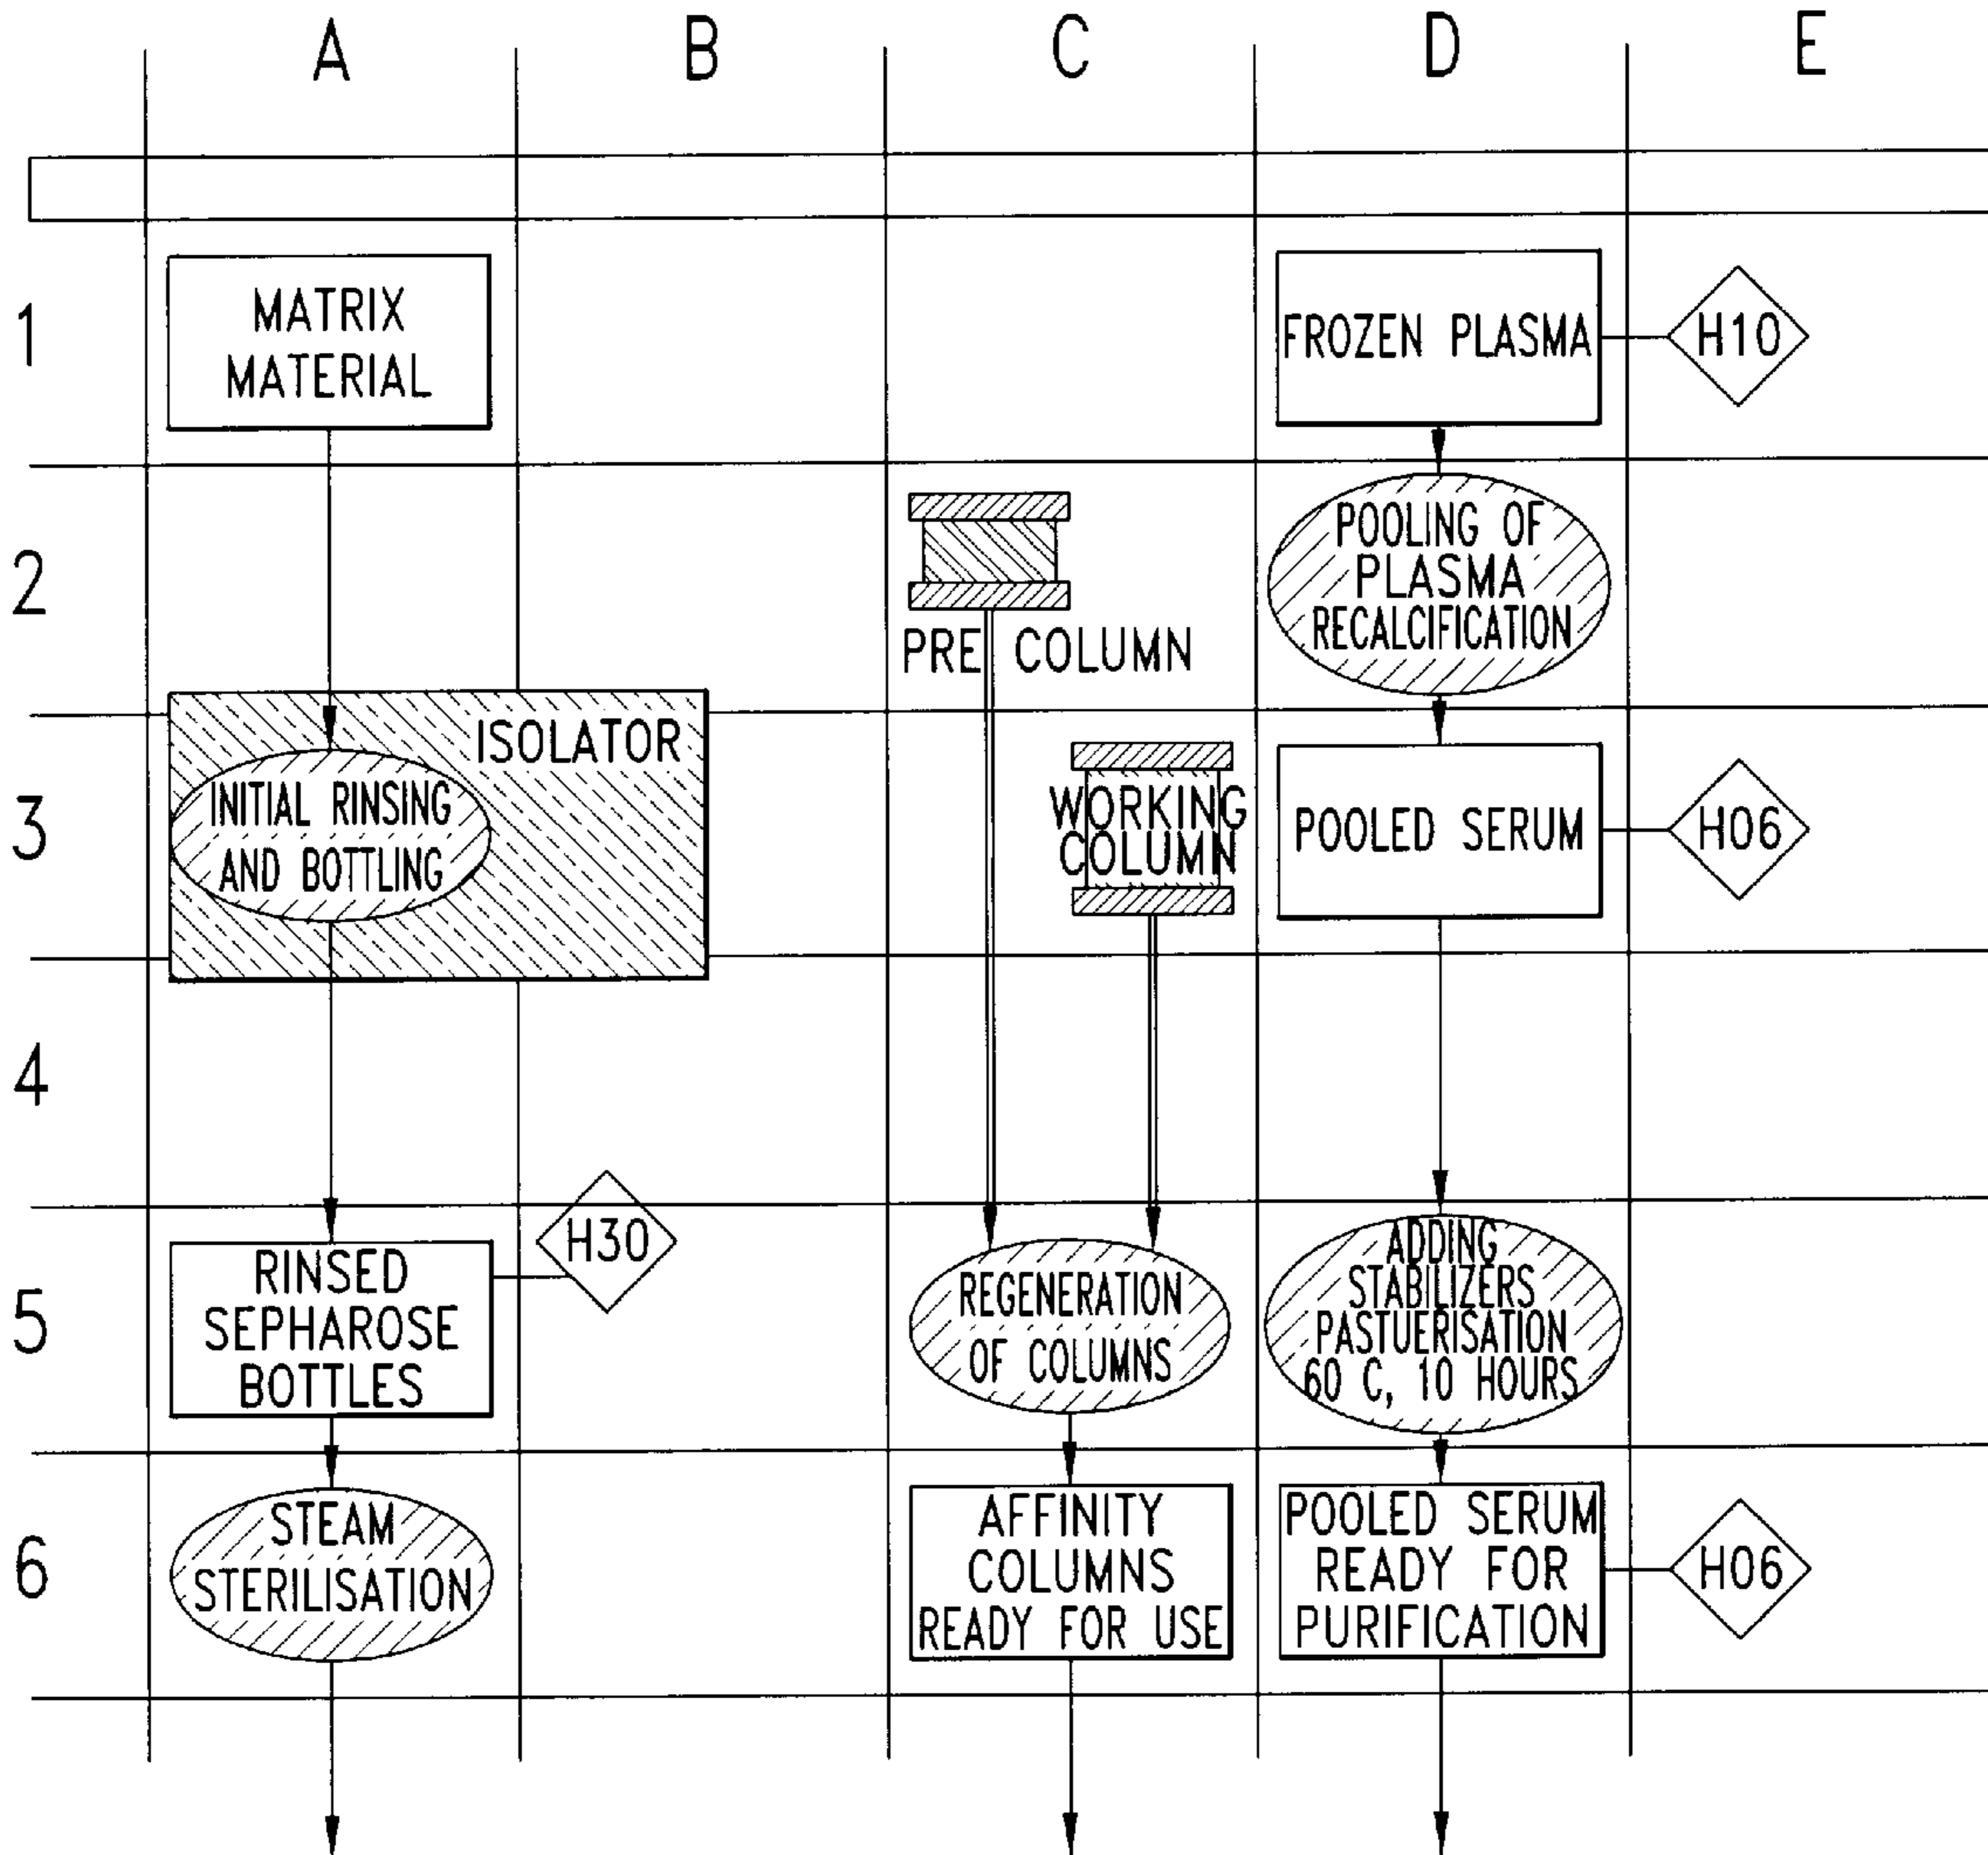 A
B
C
D
E
1
MATRIX
MATERIAL
FROZEN PLASMA
H10
2
PRE COLUMN
POOLING OF
PLASMA
RECALCIFICATION
3
ISOLATOR
INITIAL RINSING
AND BOTTLING
WORKING
COLUMN
POOLED SERUM
H06
4
5
RINSED
SEPHAROSE
BOTTLES
H30
REGENERATION
OF COLUMNS
ADDING
STABILIZERS
PASTUERISATION
60 C, 10 HOURS
6
STEAM
STERILISATION
AFFINITY
COLUMNS
READY FOR USE
POOLED SERUM
READY FOR
PURIFICATION
H06